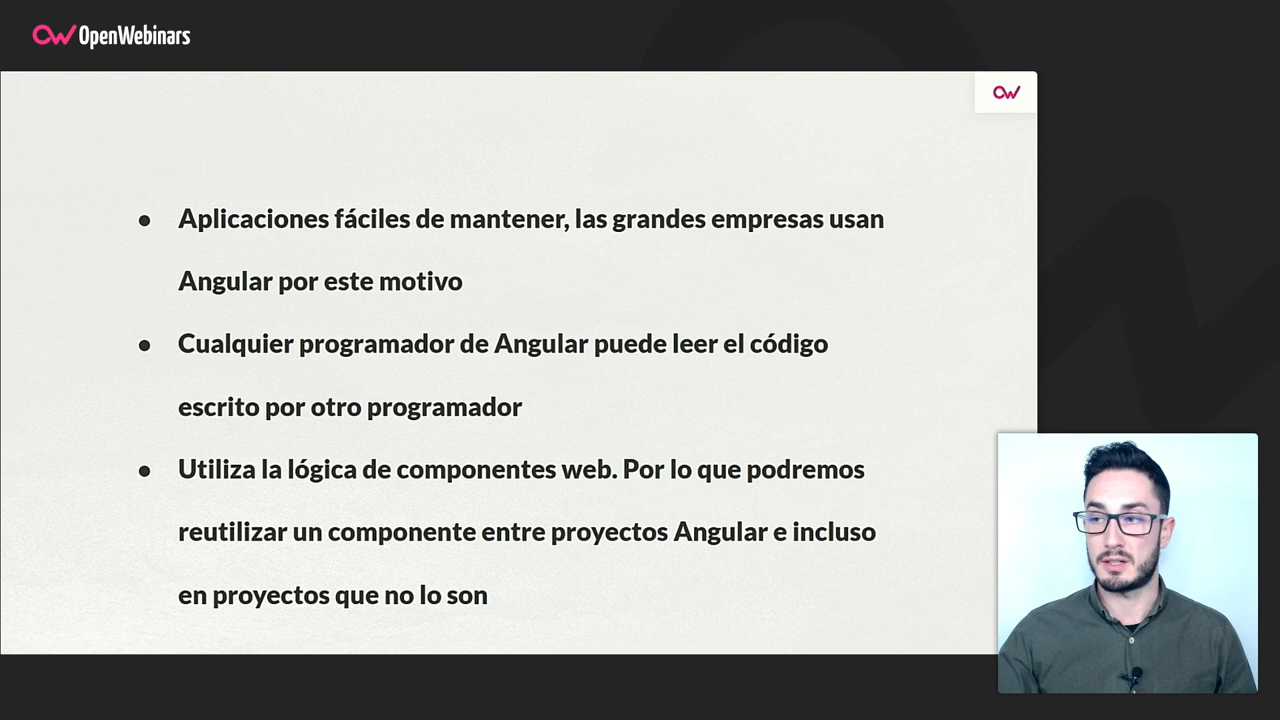 OpenWebinars
Aplicaciones fáciles de mantener, las grandes empresas usan
Angular por este motivo
Cualquier programador de Angular puede leer el código
escrito por otro programador
Utiliza la lógica de componentes web. Por lo que podremos
reutilizar un componente entre proyectos Angular e incluso
en proyectos que no lo son